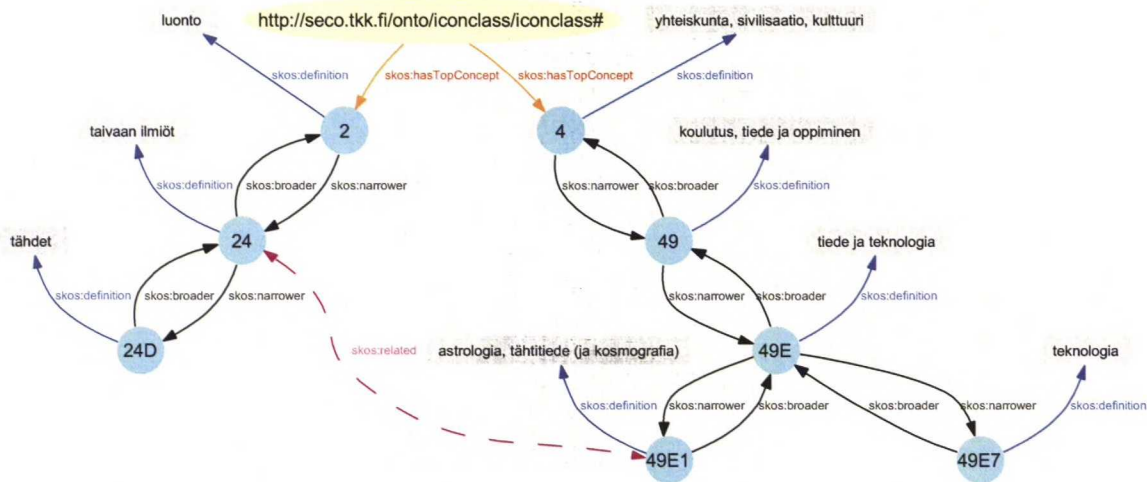 luonto
http://seco.tkk.fi/onto/iconclass/iconclass#
yhteiskunta, sivilisaatio, kulttuuri
skos:definition
skos:hasTopConcept
skos:hasTopConcept
skos:definition
taivaan ilmiöt
2
4
koulutus, tiede ja oppiminen
skos:definition
skos:broader
skos:narrower
skos:narrower
skos:broader
skos:definition
tähdet
24
49
tiede ja teknologia
skos:definition
skos:broader
skos:narrower
skos:narrower
skos:broader
skos:definition
24D
skos:related
astrologia, tähtitiede (ja kosmografia)
49E
teknologia
skos:definition
skos:narrower
skos:broader
skos:broader
skos:narrower
skos:definition
49E1
49E7